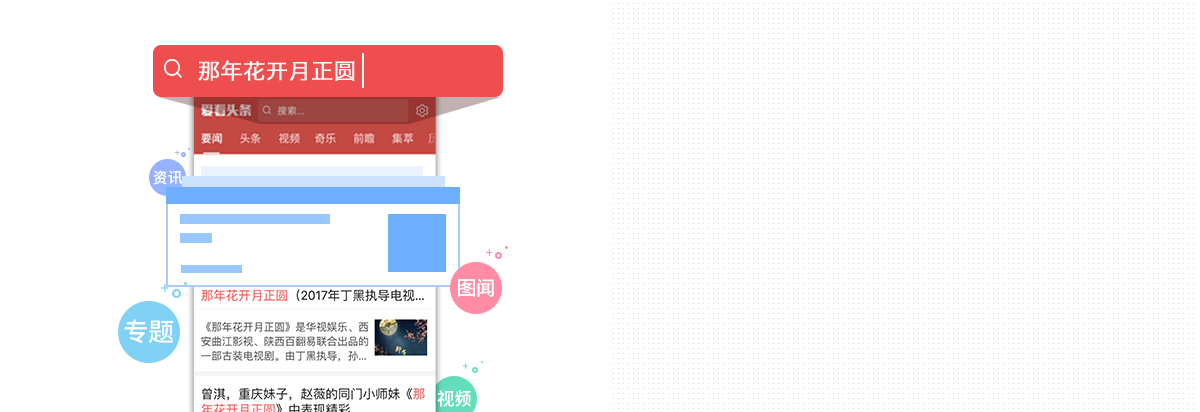 那年花开月正圆
爱看头条
搜索...
要闻 头条 视频 奇乐 前瞻 集萃
资讯
图闻
那年花开月正圆（2017年丁黑执导电视...
专题
《那年花开月正圆》是华视娱乐、西
安曲江影视、陕西百翻易联合出品的
一部古装电视剧。由丁黑执导，孙...
曾淇，重庆妹子，赵薇的同门小师妹《那
年花开月正圆》中表现精彩
视频